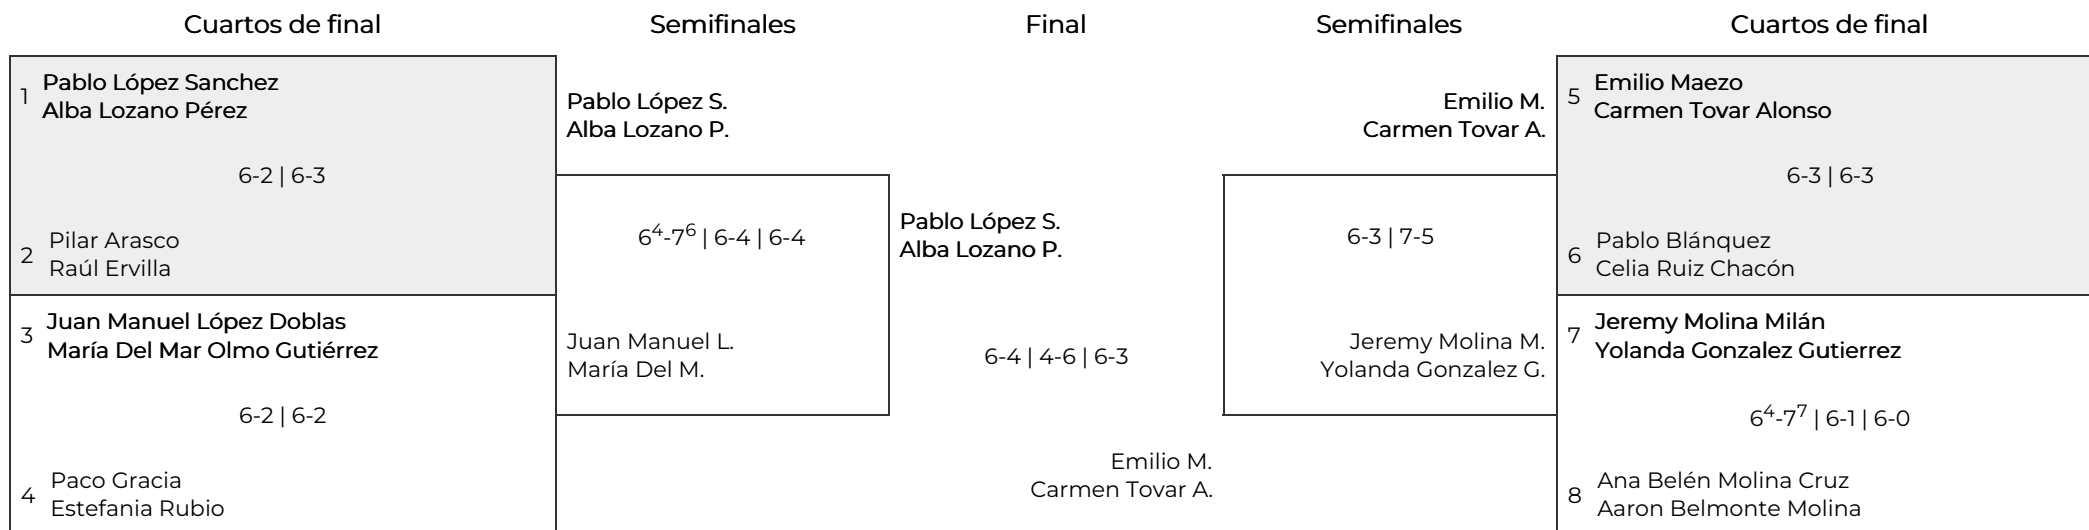 Cuartos de final
Semifinales
Final
Semifinales
Cuartos de final
1
Pablo López Sanchez
Alba Lozano Pérez
6-2 | 6-3
2
Pilar Arasco
Raúl Ervilla
3
Juan Manuel López Doblas
María Del Mar Olmo Gutiérrez
6-2 | 6-2
4
Paco Gracia
Estefania Rubio
Pablo López S.
Alba Lozano P.
6⁴-7⁶ | 6-4 | 6-4
Juan Manuel L.
María Del M.
Pablo López S.
Alba Lozano P.
6-4 | 4-6 | 6-3
Emilio M.
Carmen Tovar A.
Emilio M.
Carmen Tovar A.
6-3 | 7-5
Jeremy Molina M.
Yolanda Gonzalez G.
5
Emilio Maezo
Carmen Tovar Alonso
6-3 | 6-3
6
Pablo Blánquez
Celia Ruiz Chacón
7
Jeremy Molina Milán
Yolanda Gonzalez Gutierrez
6⁴-7⁷ | 6-1 | 6-0
8
Ana Belén Molina Cruz
Aaron Belmonte Molina